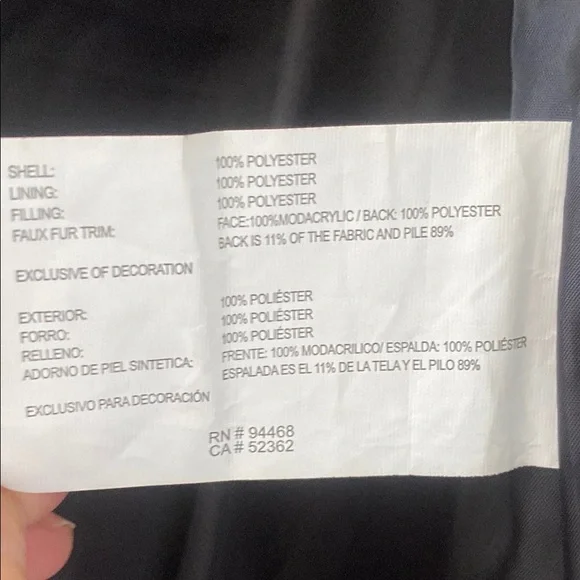 SHELL: 100% POLYESTER
LINING: 100% POLYESTER
FILLING: 100% POLYESTER
FAUX FUR TRIM: FACE:100%MODACRYLIC / BACK: 100% POLYESTER
BACK IS 11% OF THE FABRIC AND PILE 89%
EXCLUSIVE OF DECORATION
EXTERIOR: 100% POLIÉSTER
FORRO: 100% POLIÉSTER
RELLENO: 100% POLIÉSTER
ADORNO DE PIEL SINTETICA: FRENTE: 100% MODACRILICO/ ESPALDA: 100% POLIÉSTER
ESPALADA ES EL 11% DE LA TELA Y EL PILO 89%
EXCLUSIVO PARA DECORACIÓN
RN # 94468
CA # 52362